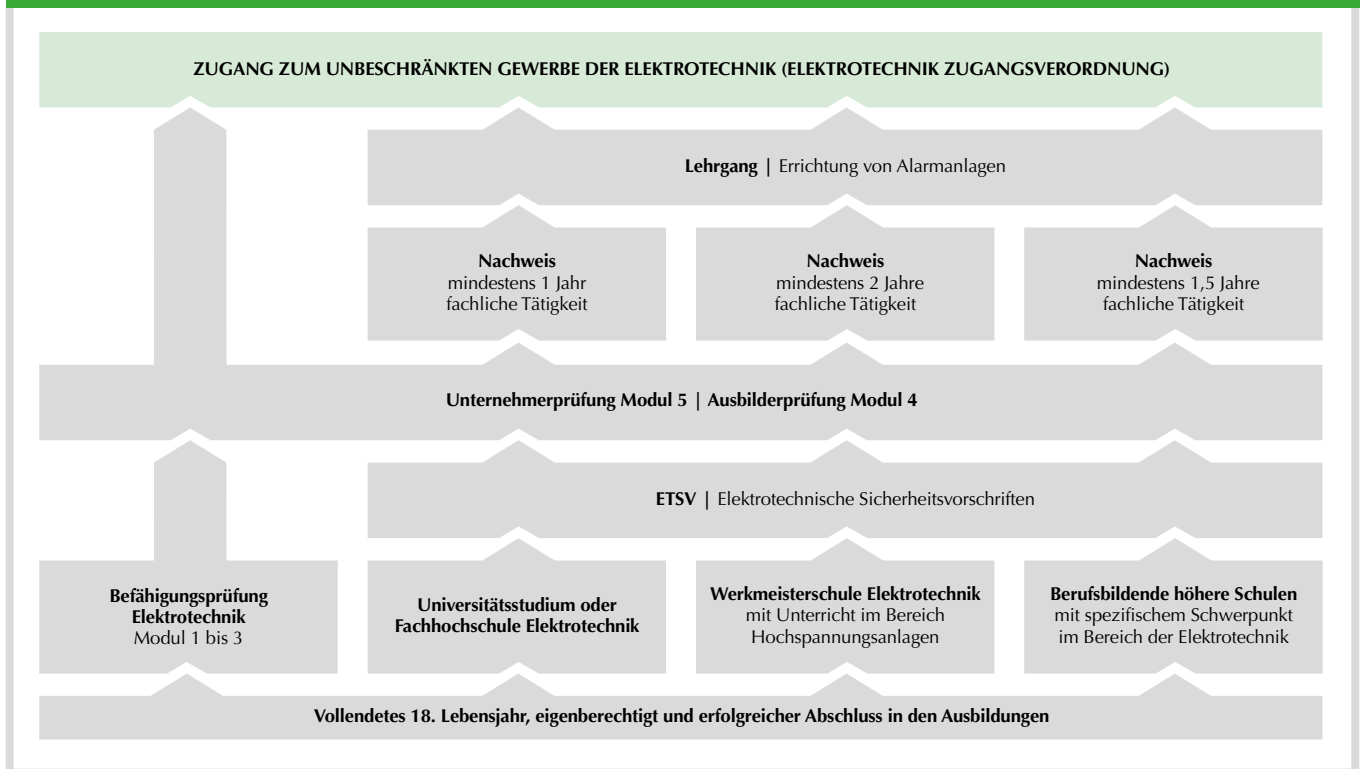 ZUGANG ZUM UNBESCHRÄNKTEN GEWERBE DER ELEKTROTECHNIK (ELEKTROTECHNIK ZUGANGSVERORDNUNG)
Lehrgang | Errichtung von Alarmanlagen
Nachweis
mindestens 1 Jahr
fachliche Tätigkeit
Nachweis
mindestens 2 Jahre
fachliche Tätigkeit
Nachweis
mindestens 1,5 Jahre
fachliche Tätigkeit
Unternehmerprüfung Modul 5 | Ausbilderprüfung Modul 4
ETSV | Elektrotechnische Sicherheitsvorschriften
Befähigungsprüfung
Elektrotechnik
Modul 1 bis 3
Universitätsstudium oder
Fachhochschule Elektrotechnik
Werkmeisterschule Elektrotechnik
mit Unterricht im Bereich
Hochspannungsanlagen
Berufsbildende höhere Schulen
mit spezifischem Schwerpunkt
im Bereich der Elektrotechnik
Vollendetes 18. Lebensjahr, eigenberechtigt und erfolgreicher Abschluss in den Ausbildungen